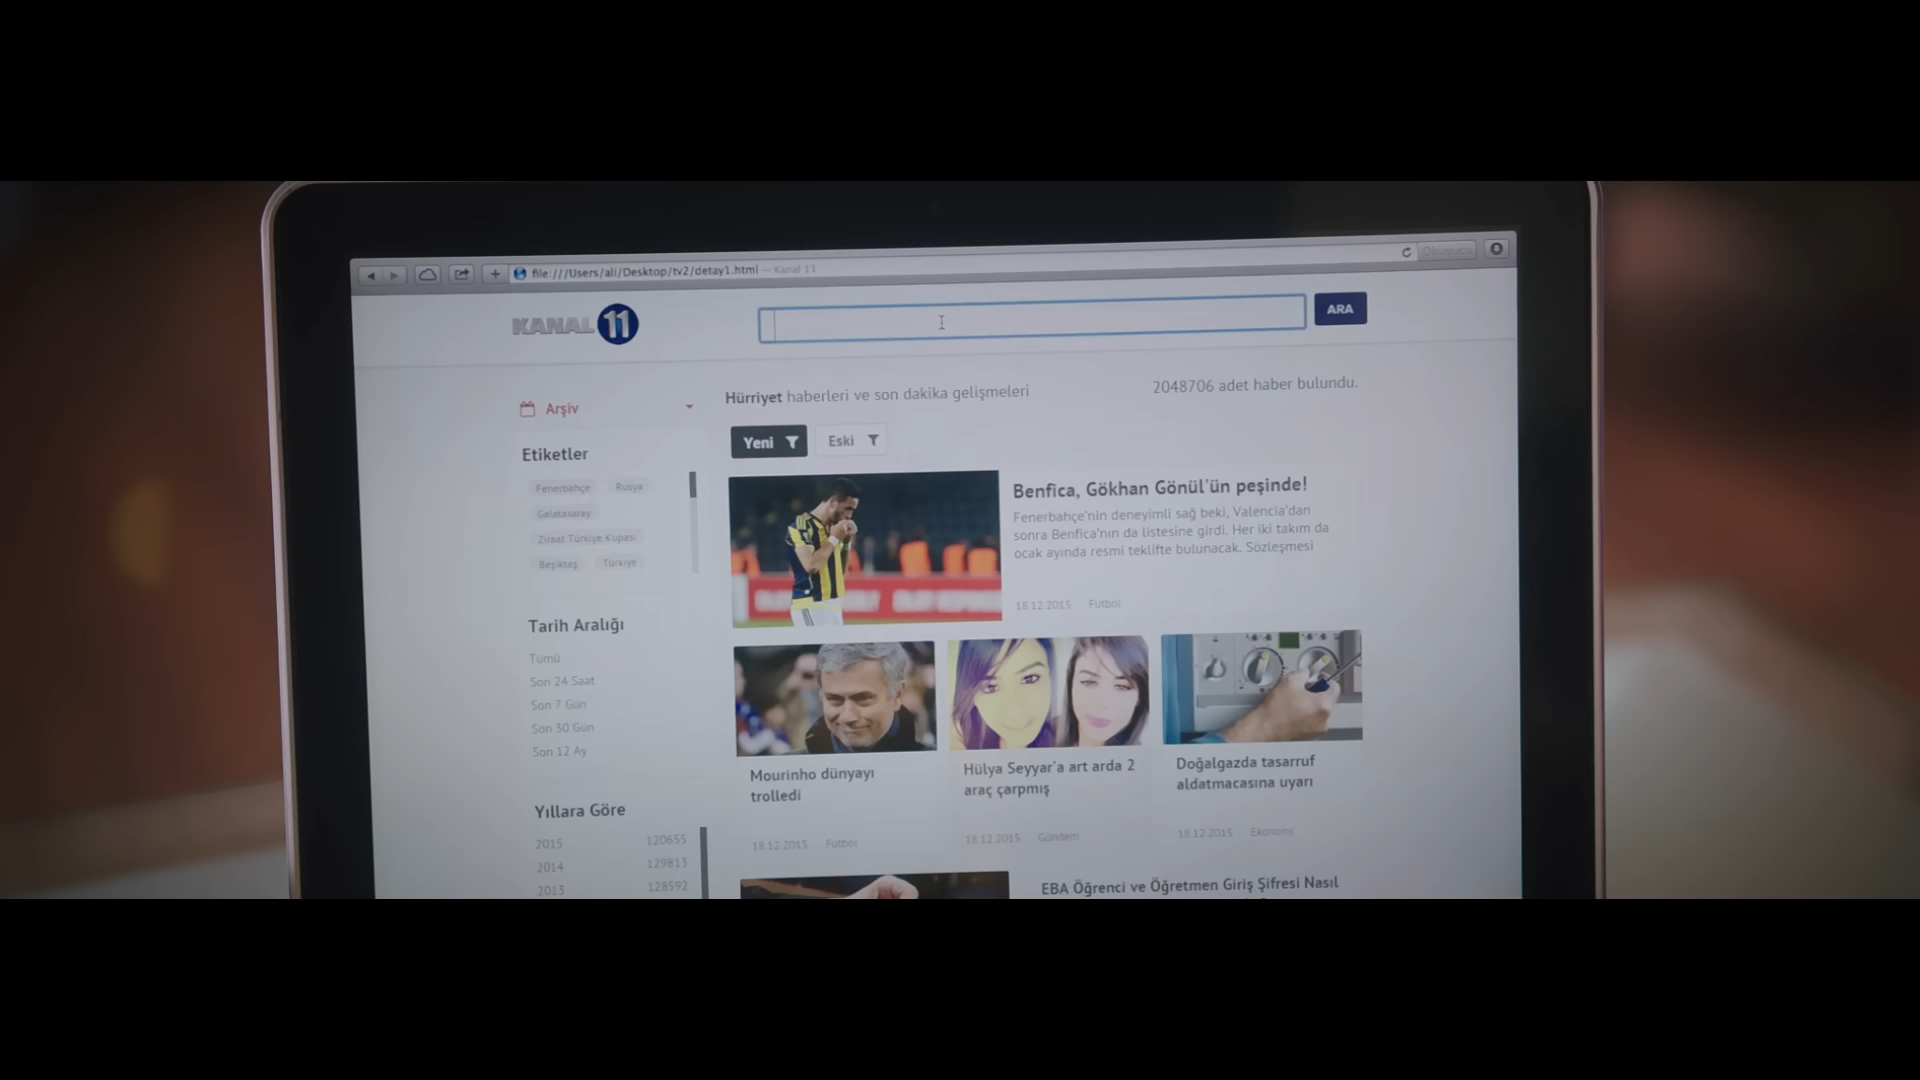 file:///Users/ali/Desktop/tv2/detay1.html — Kanal 11
Okuyucu
KANAL 11
ARA
Arşiv
Etiketler
Fenerbahçe
Rusya
Galatasaray
Ziraat Türkiye Kupası
Beşiktaş
Türkiye
Tarih Aralığı
Tümü
Son 24 Saat
Son 7 Gün
Son 30 Gün
Son 12 Ay
Yıllara Göre
2015 120655
2014 129813
2013 128592
Hürriyet haberleri ve son dakika gelişmeleri
2048706 adet haber bulundu.
Yeni
Eski
Benfica, Gökhan Gönül'ün peşinde!
Fenerbahçe'nin deneyimli sağ beki, Valencia'dan
sonra Benfica'nın da listesine girdi. Her iki takım da
ocak ayında resmi teklifte bulunacak. Sözleşmesi
18.12.2015 Futbol
Mourinho dünyayı
trolledi
18.12.2015 Futbol
Hülya Seyyar'a art arda 2
araç çarpmış
18.12.2015 Gündem
Doğalgazda tasarruf
aldatmacasına uyarı
18.12.2015 Ekonomi
EBA Öğrenci ve Öğretmen Giriş Şifresi Nasıl